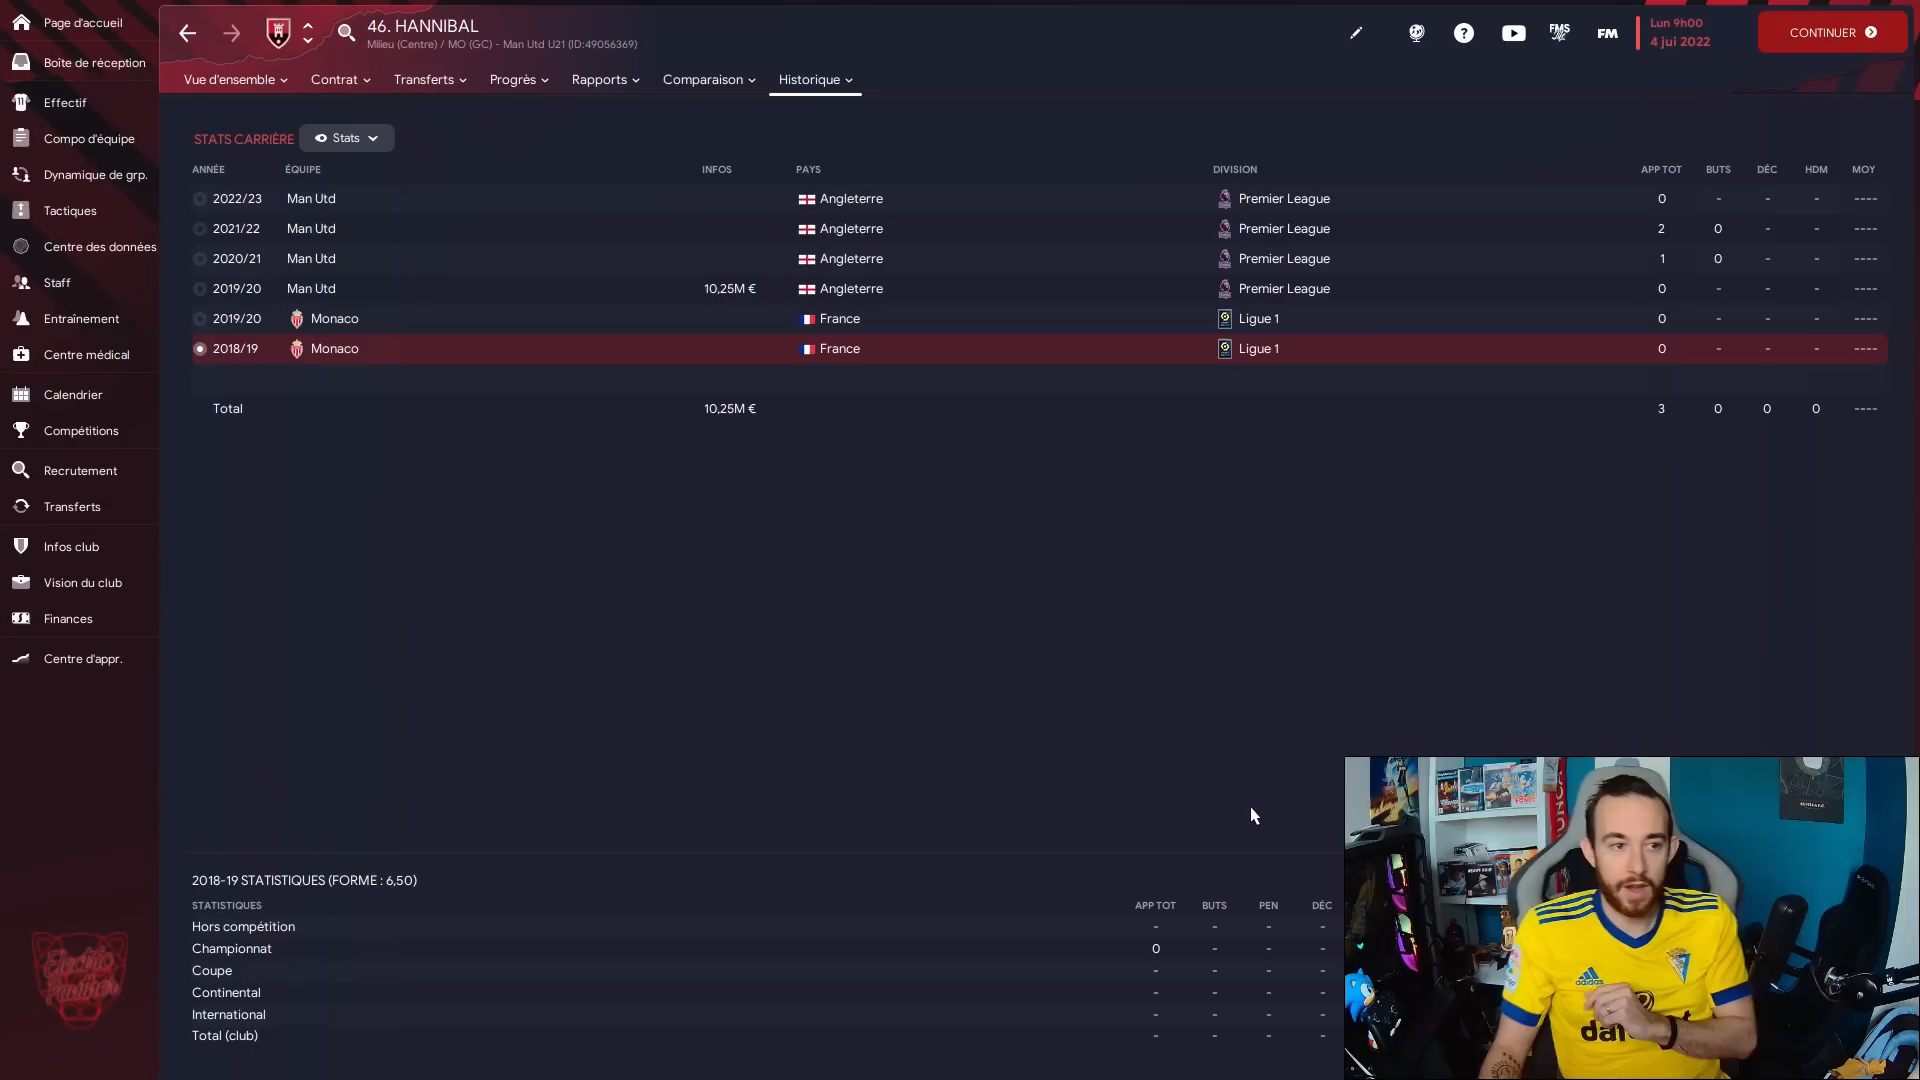 Page d'accueil
Boîte de réception
Effectif
Compo d'équipe
Dynamique de grp.
Tactiques
Centre des données
Staff
Entraînement
Centre médical
Calendrier
Compétitions
Recrutement
Transferts
Infos club
Vision du club
Finances
Centre d'appr.
Electric Panthers
46. HANNIBAL
Milieu (Centre) / MO (GC) - Man Utd U21 (ID:49056369)
FMS
FM
Lun 9h00
4 jui 2022
CONTINUER
Vue d'ensemble Contrat Transferts Progrès Rapports Comparaison Historique
STATS CARRIÈRE Stats
ANNÉE ÉQUIPE INFOS PAYS DIVISION APP TOT BUTS DÉC HDM MOY
2022/23 Man Utd Angleterre Premier League 0 - - - ----
2021/22 Man Utd Angleterre Premier League 2 0 - - ----
2020/21 Man Utd Angleterre Premier League 1 0 - - ----
2019/20 Man Utd 10,25M € Angleterre Premier League 0 - - - ----
2019/20 Monaco France Ligue 1 0 - - - ----
2018/19 Monaco France Ligue 1 0 - - - ----
Total 10,25M € 3 0 0 0 ----
2018-19 STATISTIQUES (FORME : 6,50)
STATISTIQUES APP TOT BUTS PEN DÉC
Hors compétition - - - -
Championnat 0 - - -
Coupe - - - -
Continental - - - -
International - - - -
Total (club) - - - -
adidas